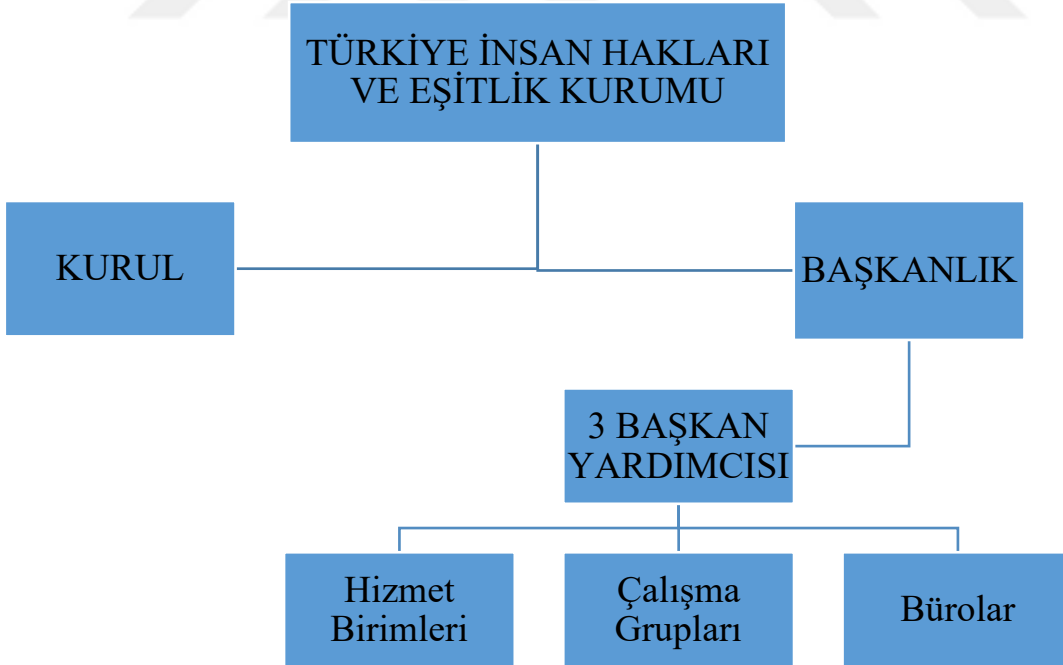 TÜRKİYE İNSAN HAKLARI
VE EŞİTLİK KURUMU
KURUL
BAŞKANLIK
3 BAŞKAN
YARDIMCISI
Hizmet
Birimleri
Çalışma
Grupları
Bürolar